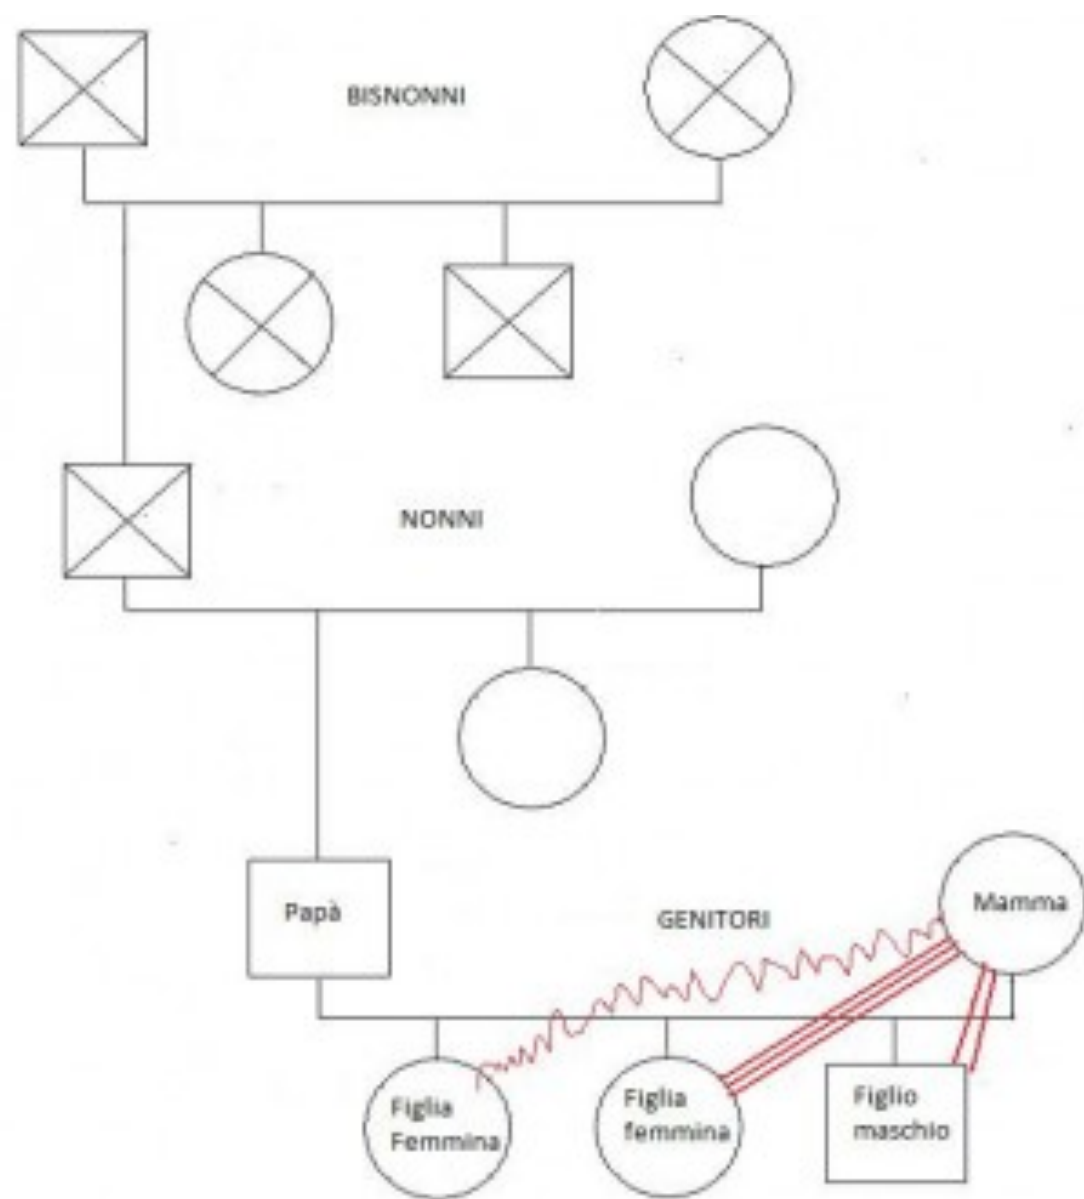 BISNONNI
NONNI
Papà
GENITORI
Mamma
Figlia
Femmina
Figlia
femmina
Figlio
maschio